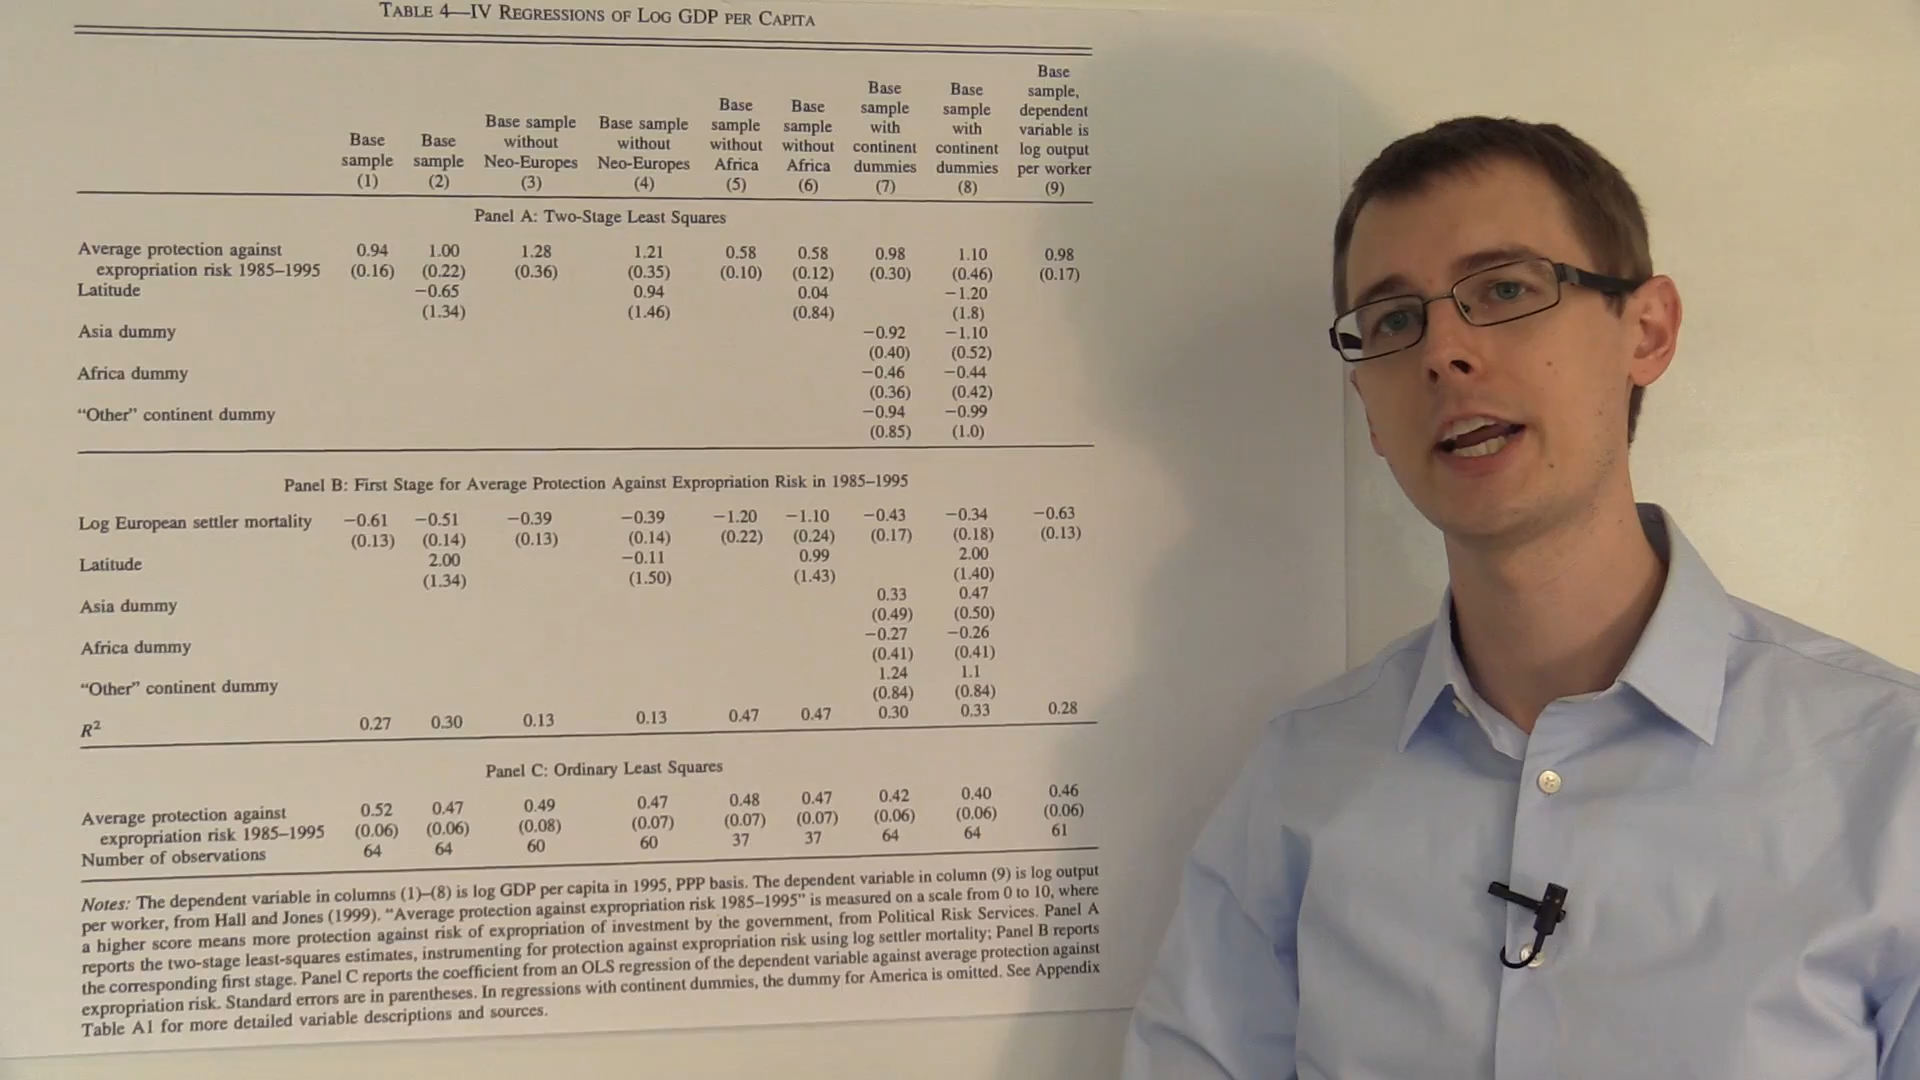 TABLE 4—IV REGRESSIONS OF LOG GDP PER CAPITA
Base sample (1) Base sample (2) Base sample without Neo-Europes (3) Base sample without Neo-Europes (4) Base sample without Africa (5) Base sample without Africa (6) Base sample with continent dummies (7) Base sample with continent dummies (8) Base sample, dependent variable is log output per worker (9)
Panel A: Two-Stage Least Squares
Average protection against 0.94 1.00 1.28 1.21 0.58 0.58 0.98 1.10 0.98
expropriation risk 1985–1995 (0.16) (0.22) (0.36) (0.35) (0.10) (0.12) (0.30) (0.46) (0.17)
Latitude −0.65 0.94 0.04 −1.20
(1.34) (1.46) (0.84) (1.8)
Asia dummy −0.92 −1.10
(0.40) (0.52)
Africa dummy −0.46 −0.44
(0.36) (0.42)
“Other” continent dummy −0.94 −0.99
(0.85) (1.0)
Panel B: First Stage for Average Protection Against Expropriation Risk in 1985–1995
Log European settler mortality −0.61 −0.51 −0.39 −0.39 −1.20 −1.10 −0.43 −0.34 −0.63
(0.13) (0.14) (0.13) (0.14) (0.22) (0.24) (0.17) (0.18) (0.13)
Latitude 2.00 −0.11 0.99 2.00
(1.34) (1.50) (1.43) (1.40)
Asia dummy 0.33 0.47
(0.49) (0.50)
Africa dummy −0.27 −0.26
(0.41) (0.41)
“Other” continent dummy 1.24 1.1
(0.84) (0.84)
R² 0.27 0.30 0.13 0.13 0.47 0.47 0.30 0.33 0.28
Panel C: Ordinary Least Squares
Average protection against 0.52 0.47 0.49 0.47 0.48 0.47 0.42 0.40 0.46
expropriation risk 1985–1995 (0.06) (0.06) (0.08) (0.07) (0.07) (0.07) (0.06) (0.06) (0.06)
Number of observations 64 64 60 60 37 37 64 64 61
Notes: The dependent variable in columns (1)–(8) is log GDP per capita in 1995, PPP basis. The dependent variable in column (9) is log output
per worker, from Hall and Jones (1999). “Average protection against expropriation risk 1985–1995” is measured on a scale from 0 to 10, where
a higher score means more protection against risk of expropriation of investment by the government, from Political Risk Services. Panel A
reports the two-stage least-squares estimates, instrumenting for protection against expropriation risk using log settler mortality; Panel B reports
the corresponding first stage. Panel C reports the coefficient from an OLS regression of the dependent variable against average protection against
expropriation risk. Standard errors are in parentheses. In regressions with continent dummies, the dummy for America is omitted. See Appendix
Table A1 for more detailed variable descriptions and sources.